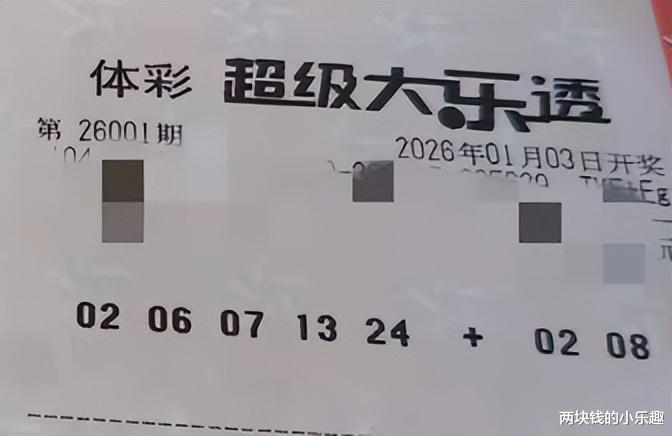 体彩 超级大乐透
第 26001期
2026年01月03日开奖
02 06 07 13 24 + 02 08
两块钱的小乐趣